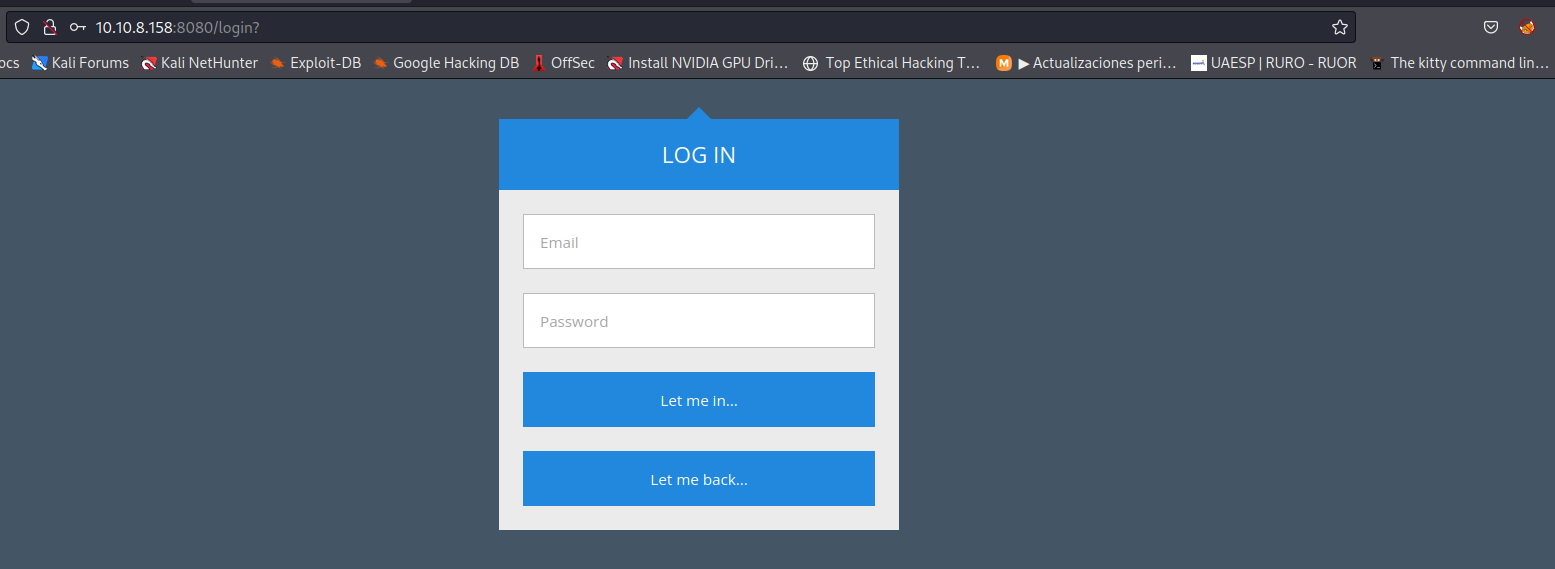 10.10.8.158:8080/login?
ocs Kali Forums Kali NetHunter Exploit-DB Google Hacking DB OffSec Install NVIDIA GPU Dri… Top Ethical Hacking T… ▶ Actualizaciones peri… UAESP | RURO - RUOR The kitty command lin…
LOG IN
Email
Password
Let me in...
Let me back...